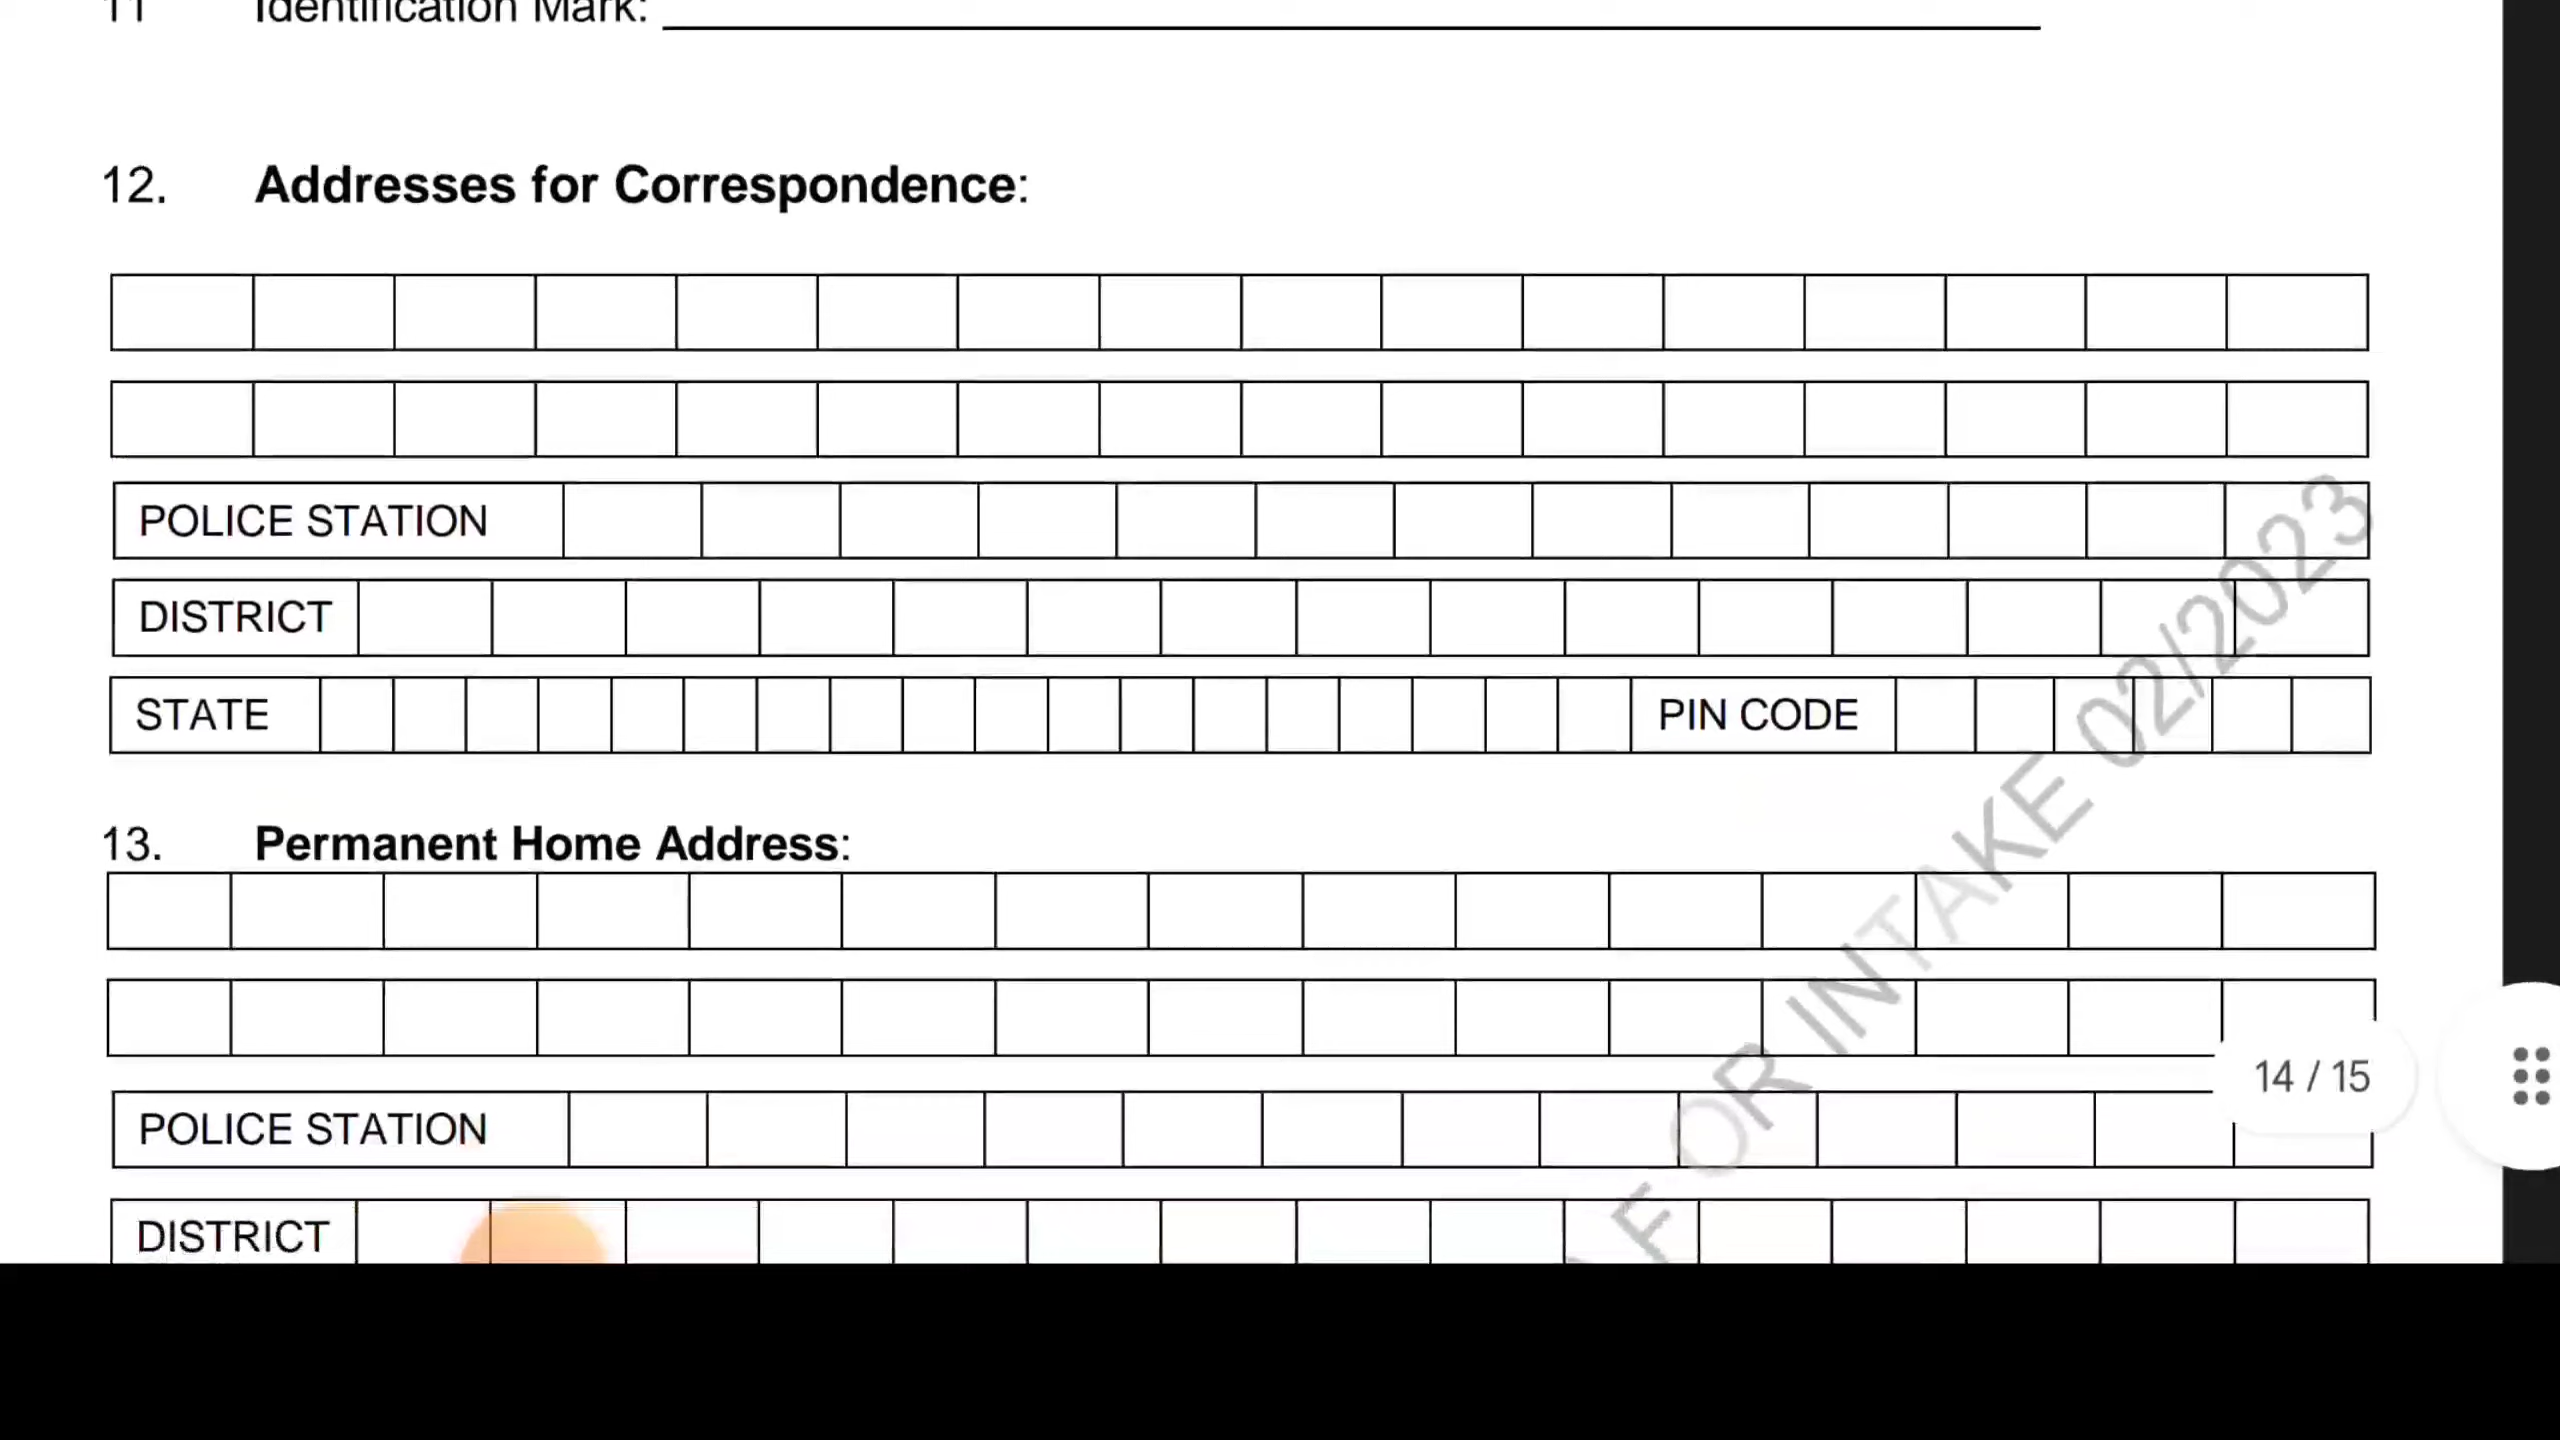 11 Identification Mark:
12. Addresses for Correspondence:
POLICE STATION
DISTRICT
STATE PIN CODE
13. Permanent Home Address:
POLICE STATION
DISTRICT
FOR INTAKE 02/2023
14 / 15